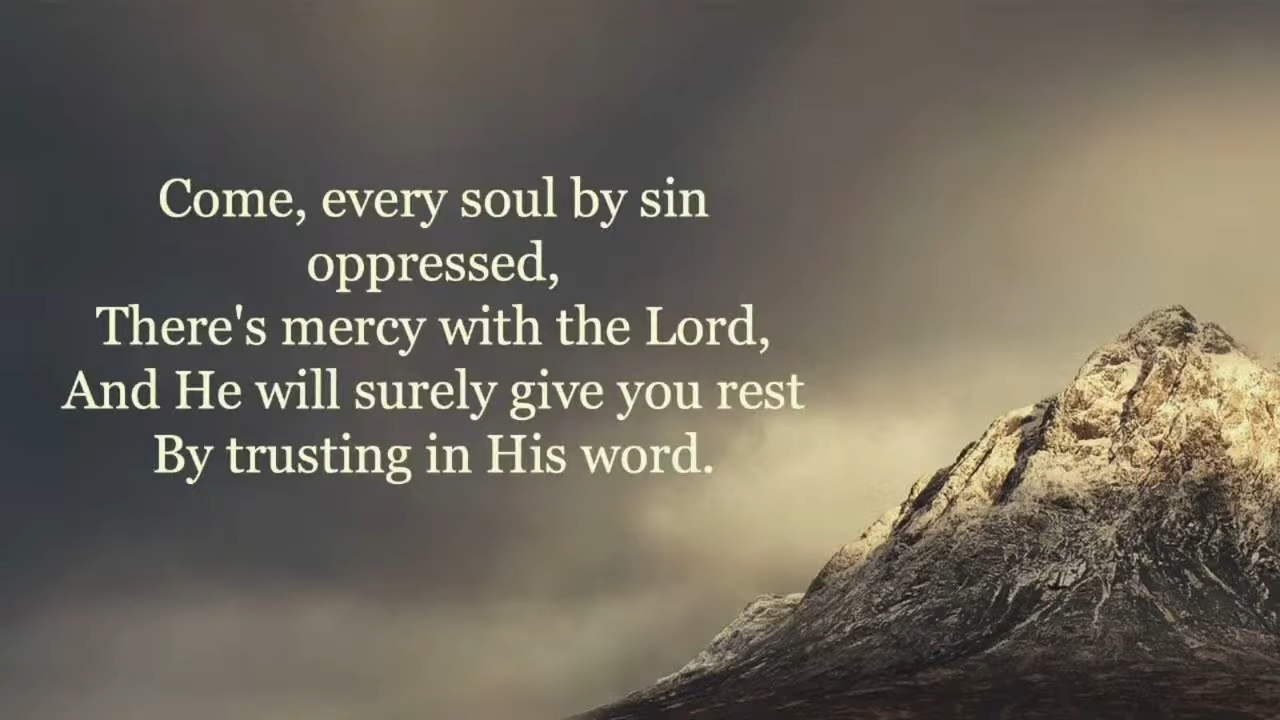 Come, every soul by sin
oppressed,
There's mercy with the Lord,
And He will surely give you rest
By trusting in His word.